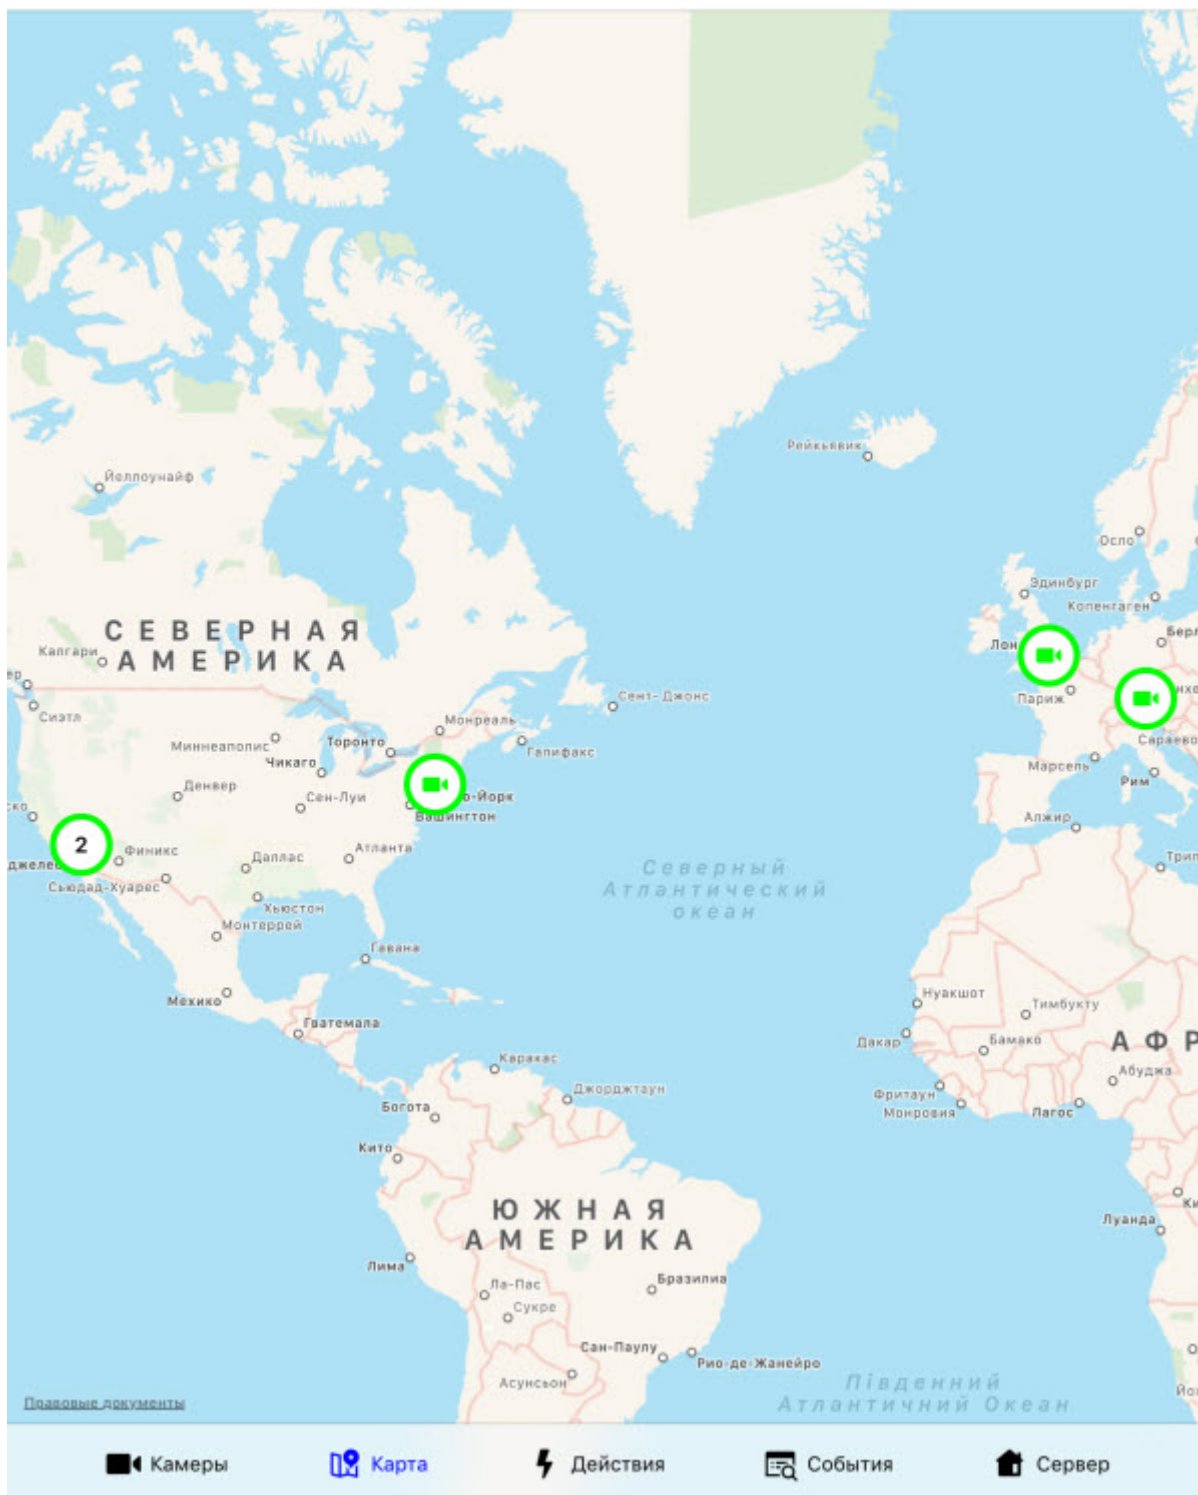 Рейкьявик
Йеллоунайф
Осло
Эдинбург
Копенгаген
СЕВЕРНАЯ
АМЕРИКА
Калгари
Лон
Берл
Париж
Сиэтл
Сент-Джонс
Монреаль
Миннеаполис
Торонто
Галифакс
Сараево
Чикаго
Марсель
Рим
Денвер
Сен-Луи
о-Йорк
Вашингтон
Алжир
2
Финикс
Даллас
Атланта
джелес
Сьюдад-Хуарес
Северный
Атлантический
океан
Трип
Хьюстон
Монтеррей
Гавана
Мехико
Нуакшот
Тимбукту
Гватемала
Дакар
Бамако
АФР
Каракас
Абуджа
Джорджтаун
Фритаун
Монровия
Лагос
Богота
Кито
ЮЖНАЯ
АМЕРИКА
Луанда
Лима
Ла-Пас
Бразилиа
Сукре
Сан-Паулу
Рио-де-Жанейро
Асунсьон
Південний
Атлантичний Океан
Правовые документы
Камеры
Карта
Действия
События
Сервер